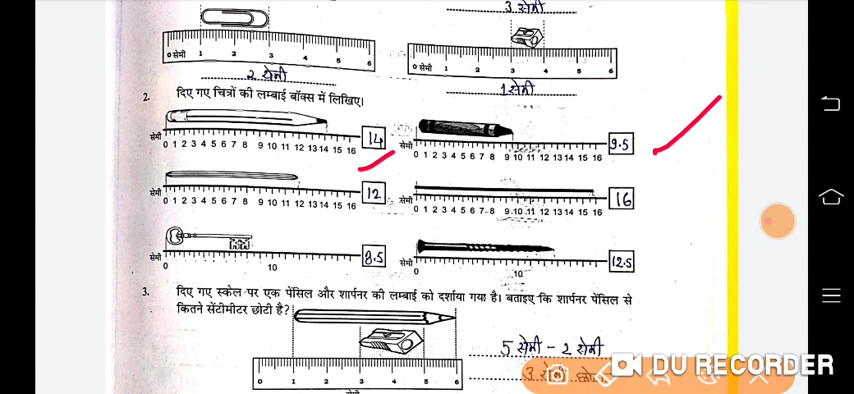 3 सेमी
0 सेमी 1 2 3 4 5 6
0 सेमी 1 2 3 4 5 6
2 सेमी
1 सेमी
2. दिए गए चित्रों की लम्बाई बॉक्स में लिखिए।
सेमी 0 1 2 3 4 5 6 7 8 9 10 11 12 13 14 15 16 14
सेमी 0 1 2 3 4 5 6 7 8 9 10 11 12 13 14 15 16 9.5
सेमी 0 1 2 3 4 5 6 7 8 9 10 11 12 13 14 15 16 12
सेमी 0 1 2 3 4 5 6 7 8 9 10 11 12 13 14 15 16 16
सेमी 0 10 8.5
सेमी 0 10 12.5
3. दिए गए स्केल पर एक पेंसिल और शार्पनर की लम्बाई को दर्शाया गया है। बताइए कि शार्पनर पेंसिल से
कितने सेंटीमीटर छोटी है?
5 सेमी - 2 सेमी
3 सेमी
0 1 2 3 4 5 6
सेमी
DU RECORDER